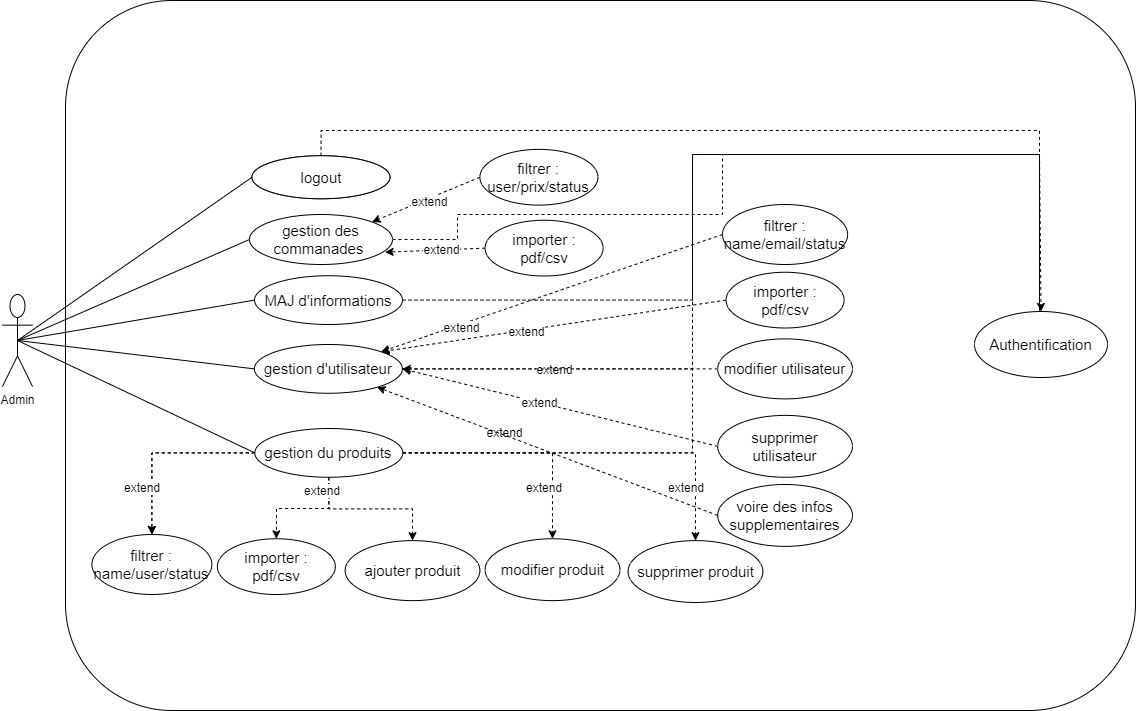 logout
filtrer :
user/prix/status
extend
gestion des
commanades
extend
importer :
pdf/csv
filtrer :
name/email/status
MAJ d'informations
importer :
pdf/csv
extend
extend
Authentification
gestion d'utilisateur
extend
modifier utilisateur
Admin
extend
extend
supprimer
utilisateur
gestion du produits
extend
extend
extend
extend
voire des infos
supplementaires
filtrer :
name/user/status
importer :
pdf/csv
ajouter produit
modifier produit
supprimer produit